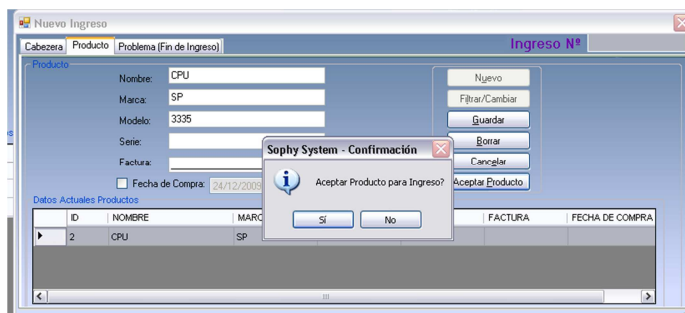 Nuevo Ingreso
Cabezera Producto Problema (Fin de Ingreso)
Ingreso Nº
Producto
Nombre: CPU
Nuevo
Marca: SP
Filtrar/Cambiar
Modelo: 3335
Guardar
Serie:
Borrar
Factura:
Cancelar
Fecha de Compra: 24/12/2009
Aceptar Producto
Sophy System - Confirmación
Aceptar Producto para Ingreso?
Sí No
Datos Actuales Productos
ID NOMBRE MARC FACTURA FECHA DE COMPRA
2 CPU SP